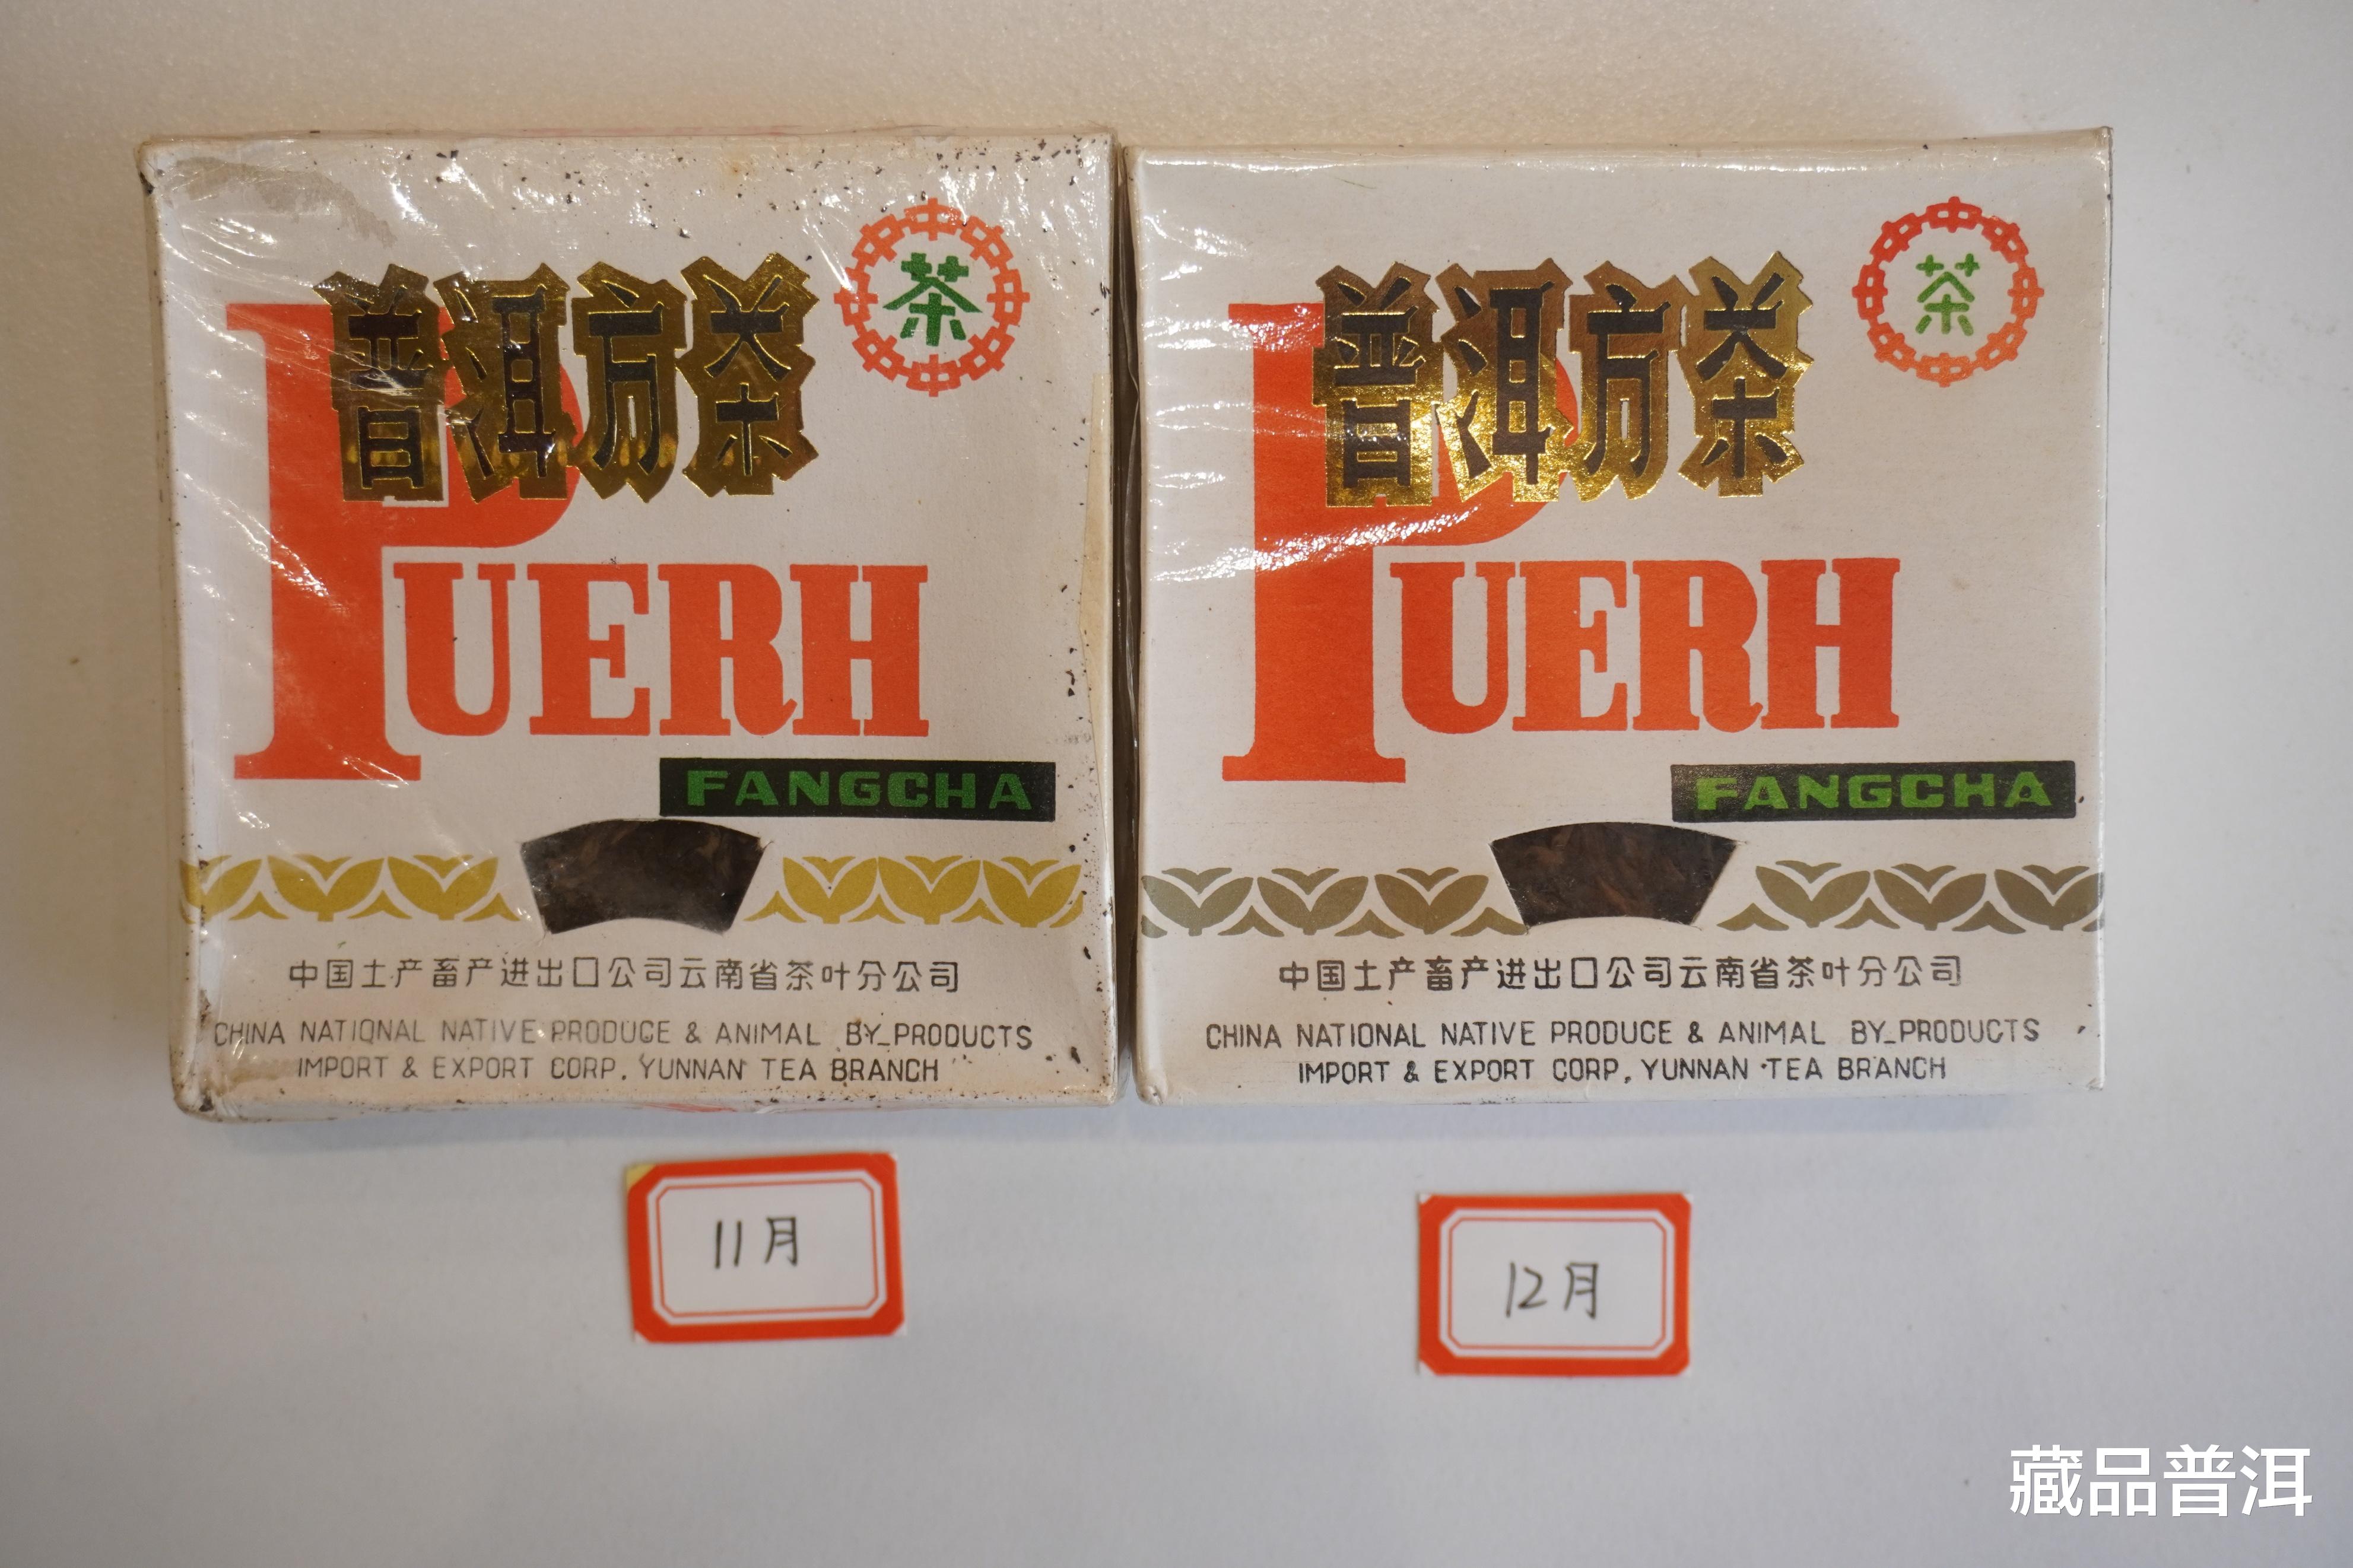 普洱方茶
茶
PUERH
FANGCHA
中国土产畜产进出口公司云南省茶叶分公司
CHINA NATIONAL NATIVE PRODUCE & ANIMAL BY_PRODUCTS
IMPORT & EXPORT CORP. YUNNAN TEA BRANCH
11月
普洱方茶
茶
PUERH
FANGCHA
中国土产畜产进出口公司云南省茶叶分公司
CHINA NATIONAL NATIVE PRODUCE & ANIMAL BY_PRODUCTS
IMPORT & EXPORT CORP. YUNNAN TEA BRANCH
12月
藏品普洱